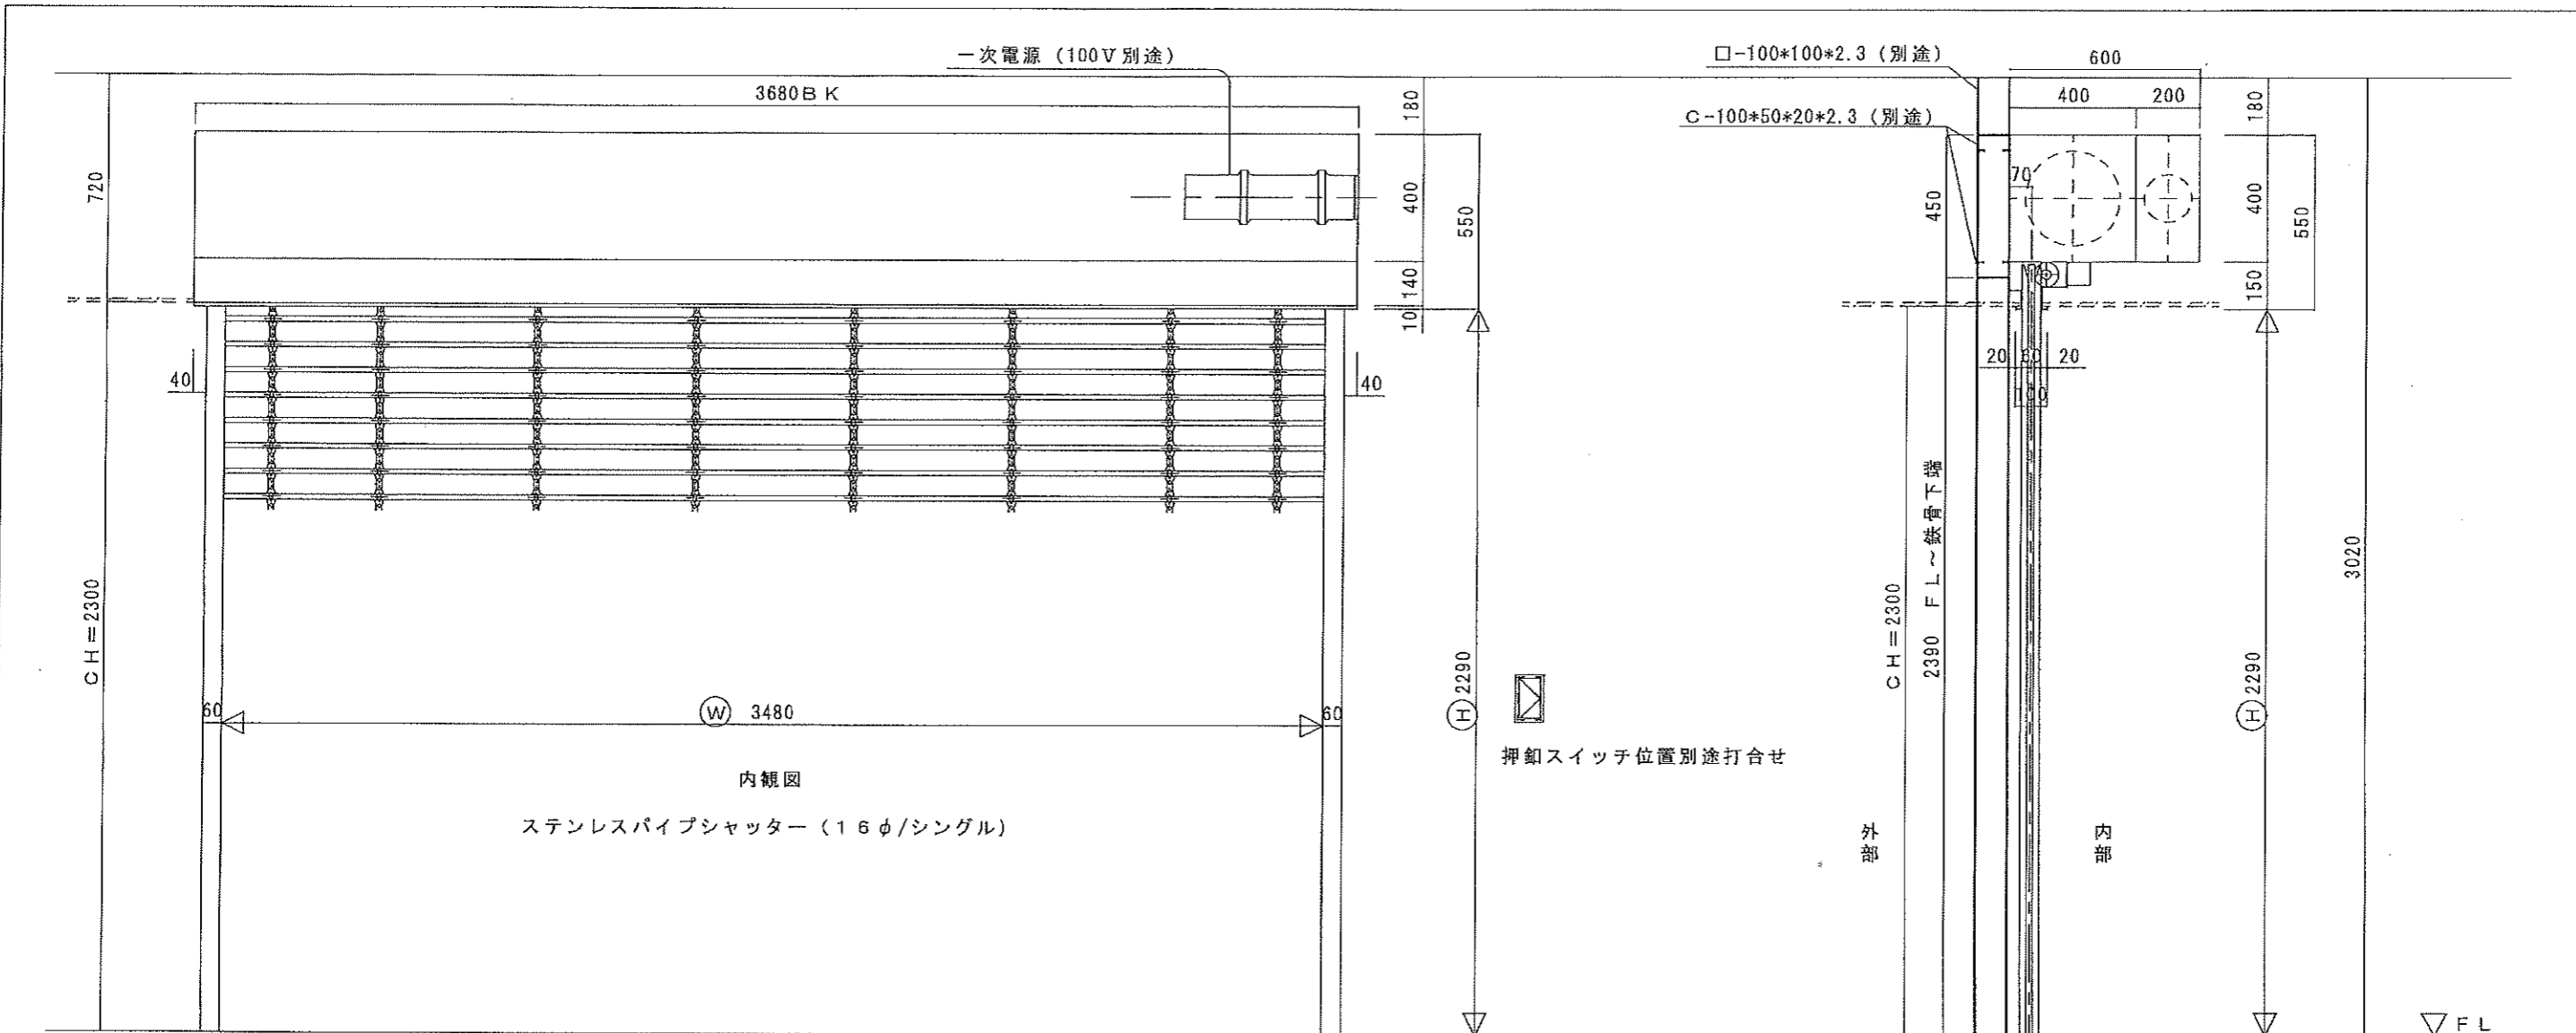 一次電源 (100V別途)
3680BK
720
CH=2300
180
400
140
10
550
40
40
60
Ⓦ 3480
60
Ⓗ 2290
内観図
ステンレスパイプシャッター (16φ/シングル)
押釦スイッチ位置別途打合せ
□-100*100*2.3 (別途)
C-100*50*20*2.3 (別途)
600
400 200
180
70
450
400
550
150
20 60 20
100
CH=2300
2390 FL~鉄骨下端
外部
内部
Ⓗ 2290
3020
▽FL